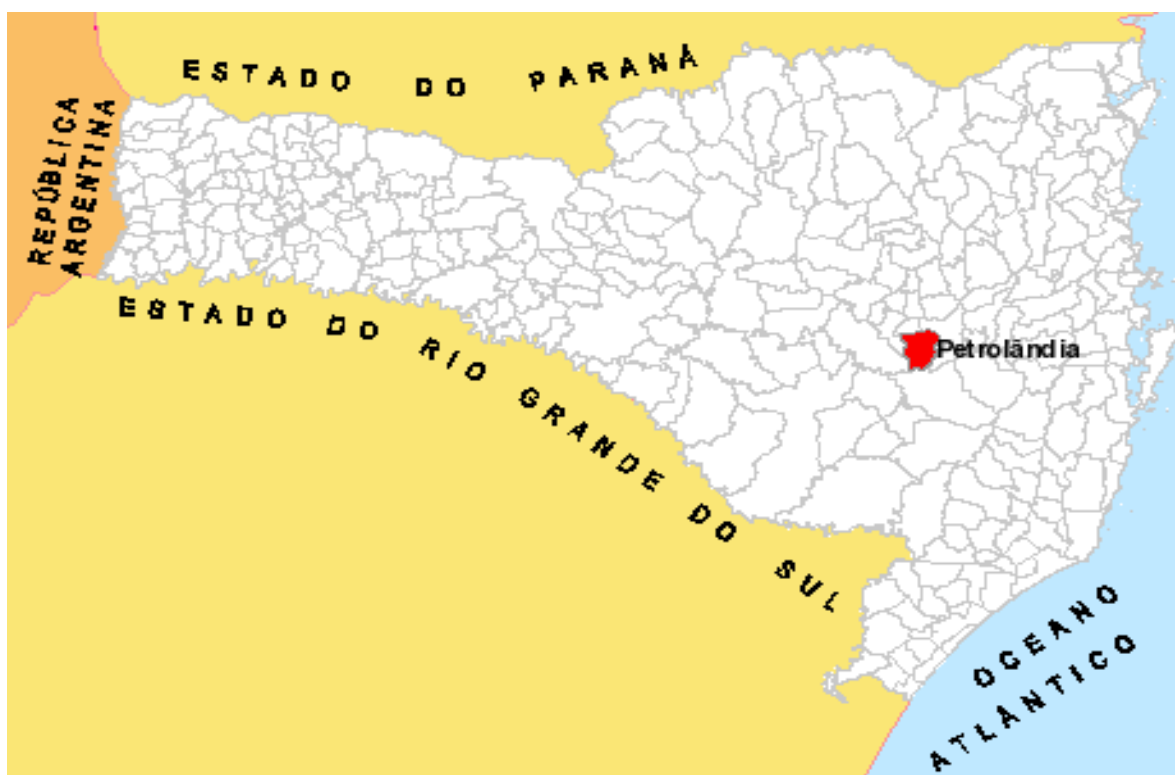 ESTADO DO PARANÁ
REPÚBLICA
ARGENTINA
ESTADO DO RIO GRANDE DO SUL
Petrolândia
OCEANO
ATLÂNTICO